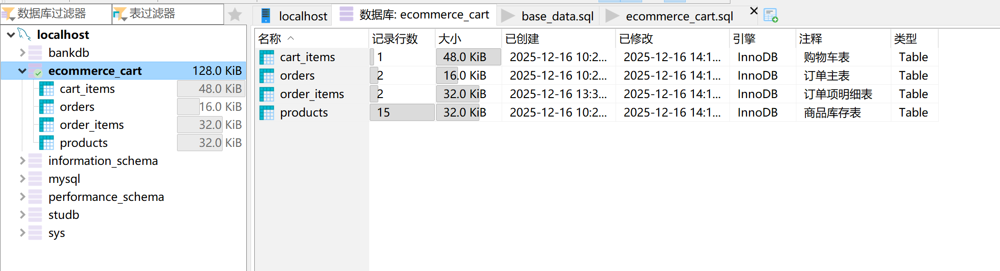 数据库过滤器 表过滤器
localhost
bankdb
ecommerce_cart 128.0 KiB
cart_items 48.0 KiB
orders 16.0 KiB
order_items 32.0 KiB
products 32.0 KiB
information_schema
mysql
performance_schema
studb
sys
localhost 数据库: ecommerce_cart base_data.sql ecommerce_cart.sql
名称 记录行数 大小 已创建 已修改 引擎 注释 类型
cart_items 1 48.0 KiB 2025-12-16 10:2... 2025-12-16 14:1... InnoDB 购物车表 Table
orders 2 16.0 KiB 2025-12-16 10:2... 2025-12-16 14:1... InnoDB 订单主表 Table
order_items 2 32.0 KiB 2025-12-16 13:3... 2025-12-16 14:1... InnoDB 订单项明细表 Table
products 15 32.0 KiB 2025-12-16 10:2... 2025-12-16 14:1... InnoDB 商品库存表 Table